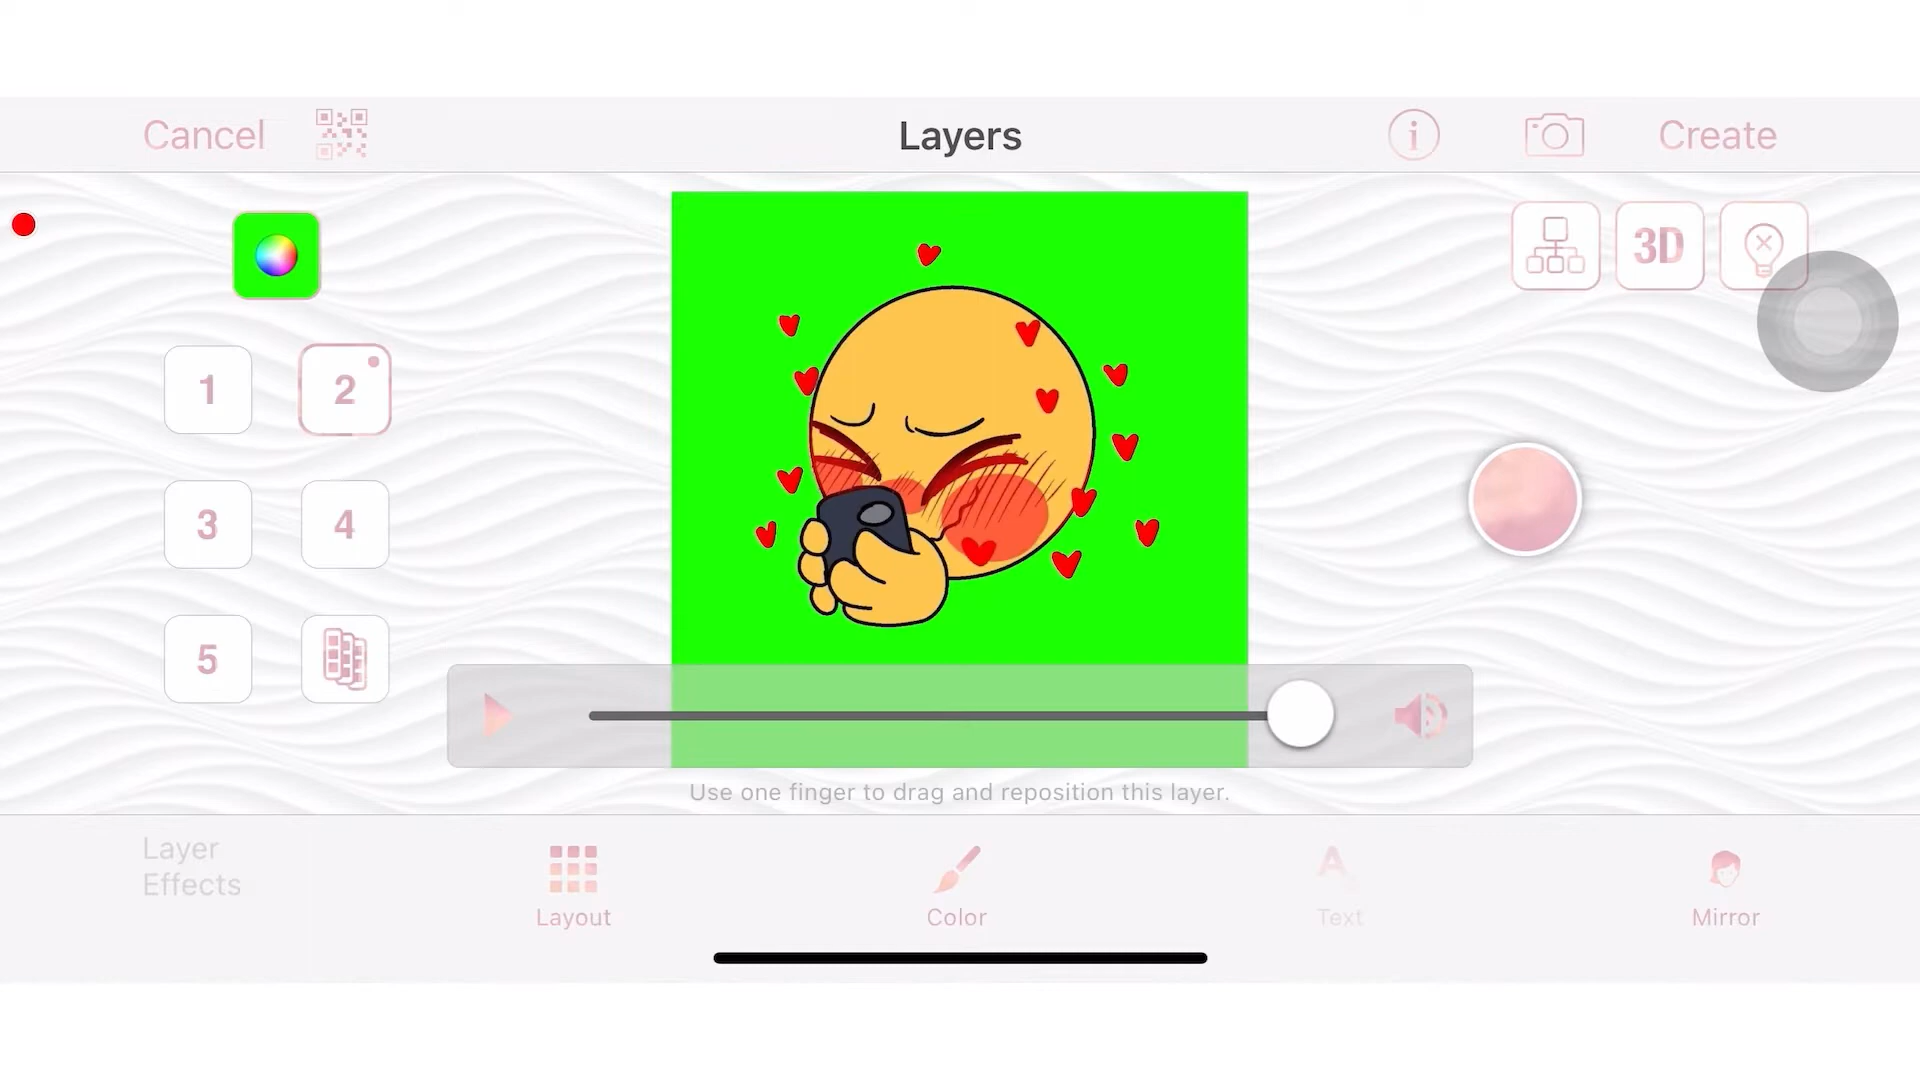 Cancel
Layers
Create
3D
1
2
3
4
5
Use one finger to drag and reposition this layer.
Layer
Effects
Layout
Color
A
Text
Mirror